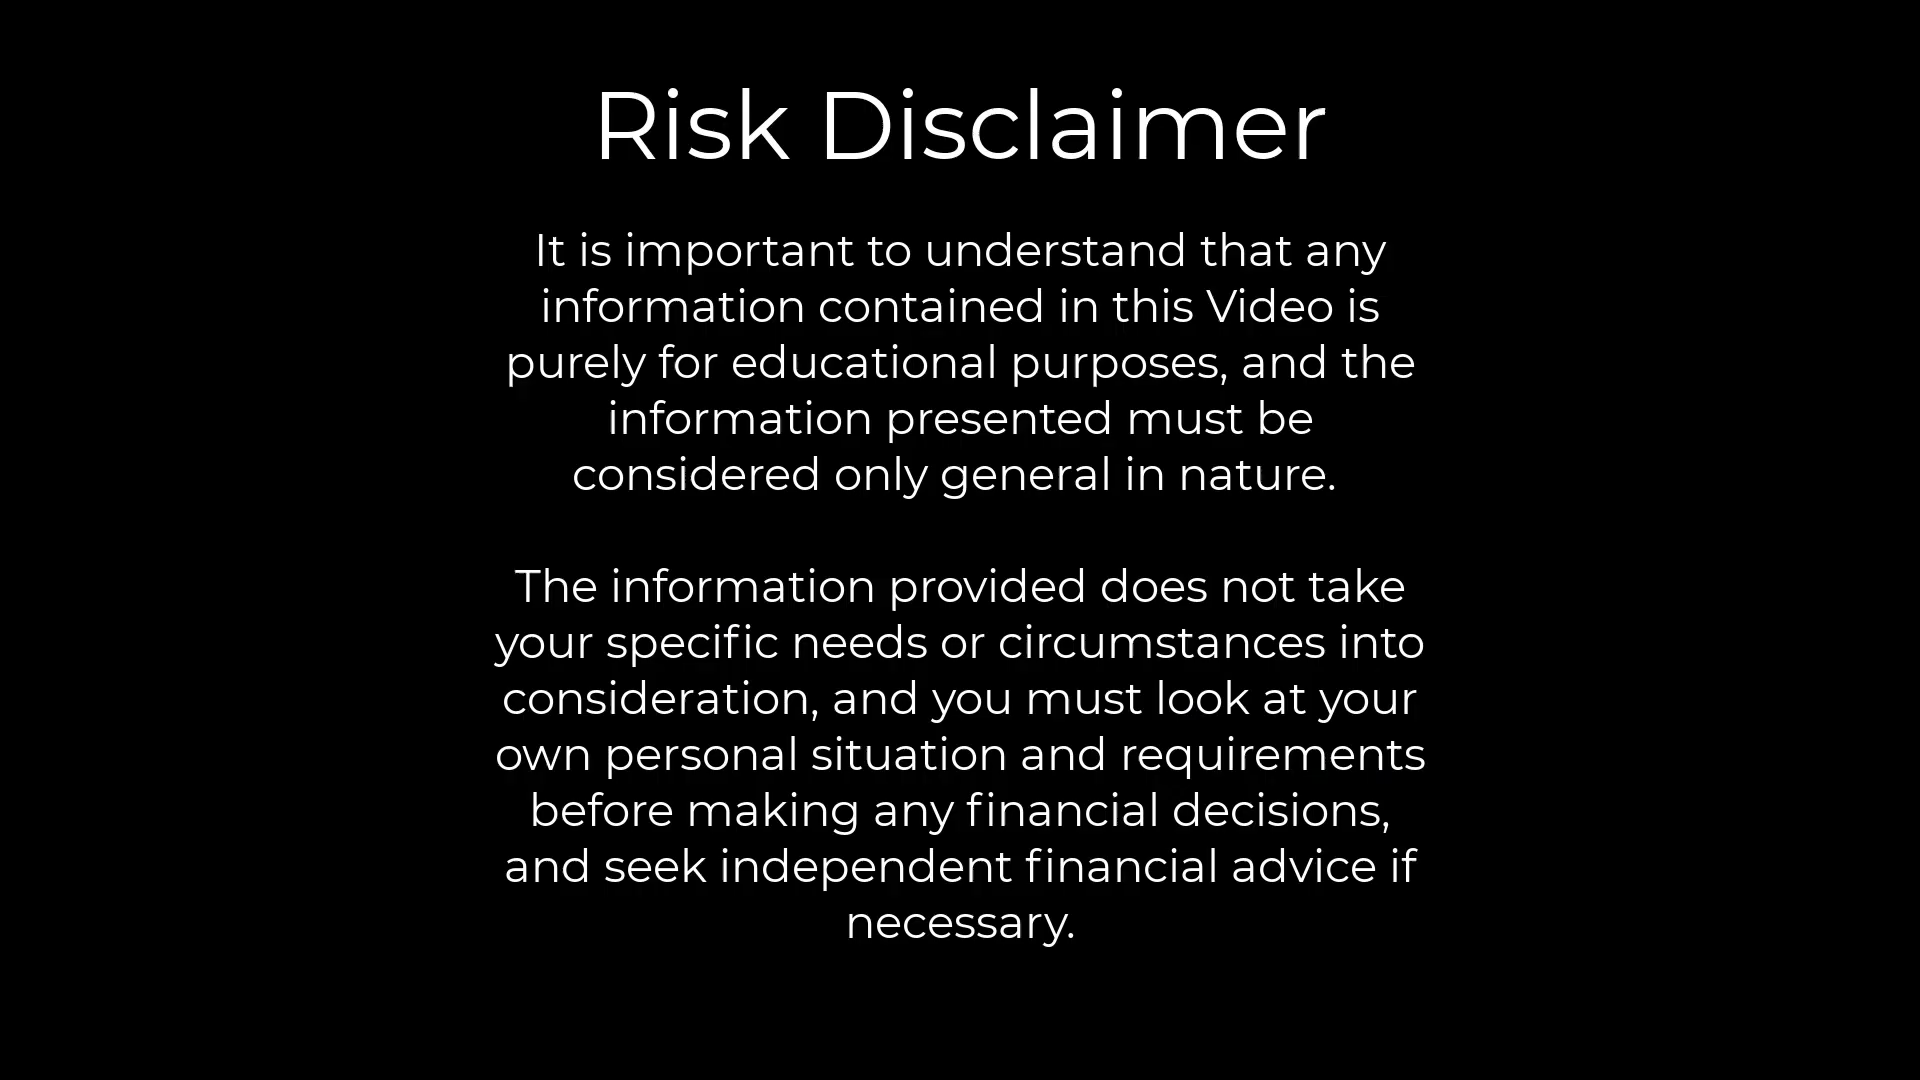 Risk Disclaimer
It is important to understand that any
information contained in this Video is
purely for educational purposes, and the
information presented must be
considered only general in nature.
The information provided does not take
your specific needs or circumstances into
consideration, and you must look at your
own personal situation and requirements
before making any financial decisions,
and seek independent financial advice if
necessary.